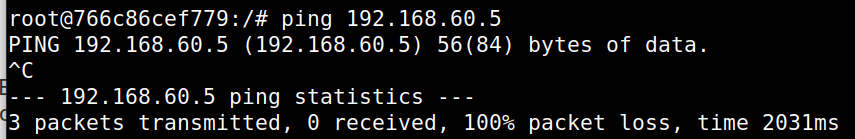 root@766c86cef779:/# ping 192.168.60.5
PING 192.168.60.5 (192.168.60.5) 56(84) bytes of data.
^C
--- 192.168.60.5 ping statistics ---
3 packets transmitted, 0 received, 100% packet loss, time 2031ms